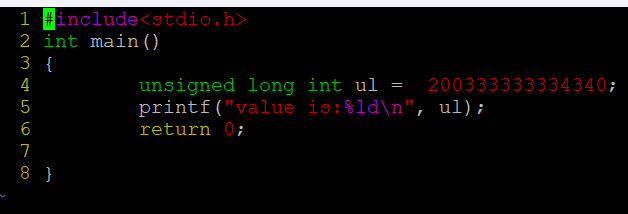 1 #include<stdio.h>
2 int main()
3 {
4         unsigned long int ul =  200333333334340;
5         printf("value is:%ld\n", ul);
6         return 0;
7
8 }
~